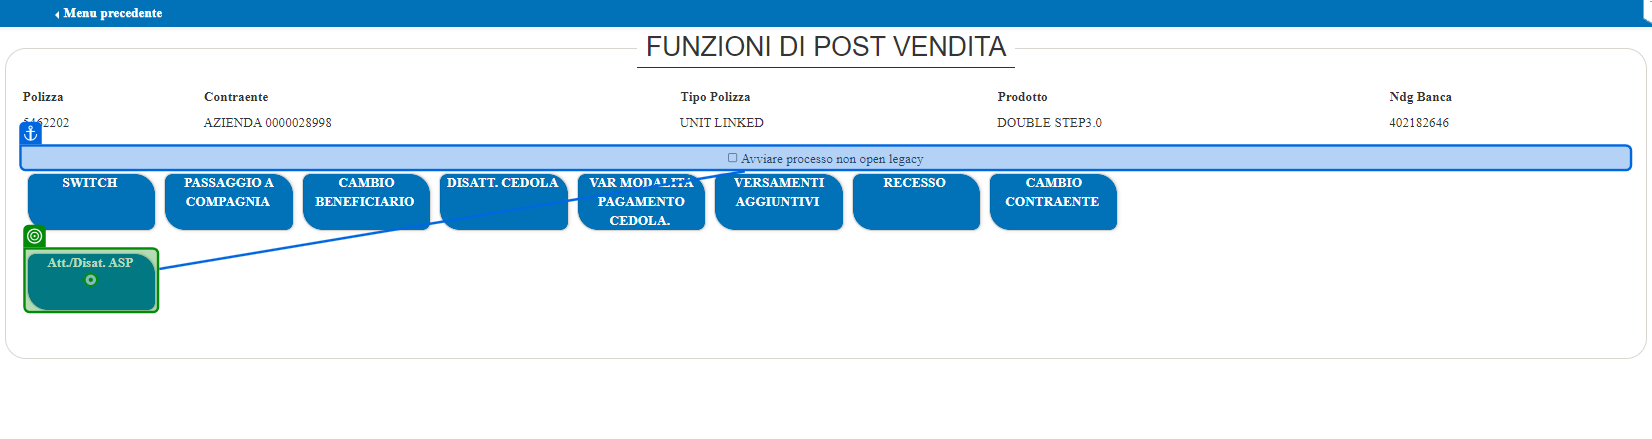 Menu precedente
FUNZIONI DI POST VENDITA
Polizza Contraente Tipo Polizza Prodotto Ndg Banca
5462202 AZIENDA 0000028998 UNIT LINKED DOUBLE STEP3.0 402182646
Avviare processo non open legacy
SWITCH
PASSAGGIO A
COMPAGNIA
CAMBIO
BENEFICIARIO
DISATT. CEDOLA
VAR MODALITA
PAGAMENTO
CEDOLA.
VERSAMENTI
AGGIUNTIVI
RECESSO
CAMBIO
CONTRAENTE
Att./Disat. ASP